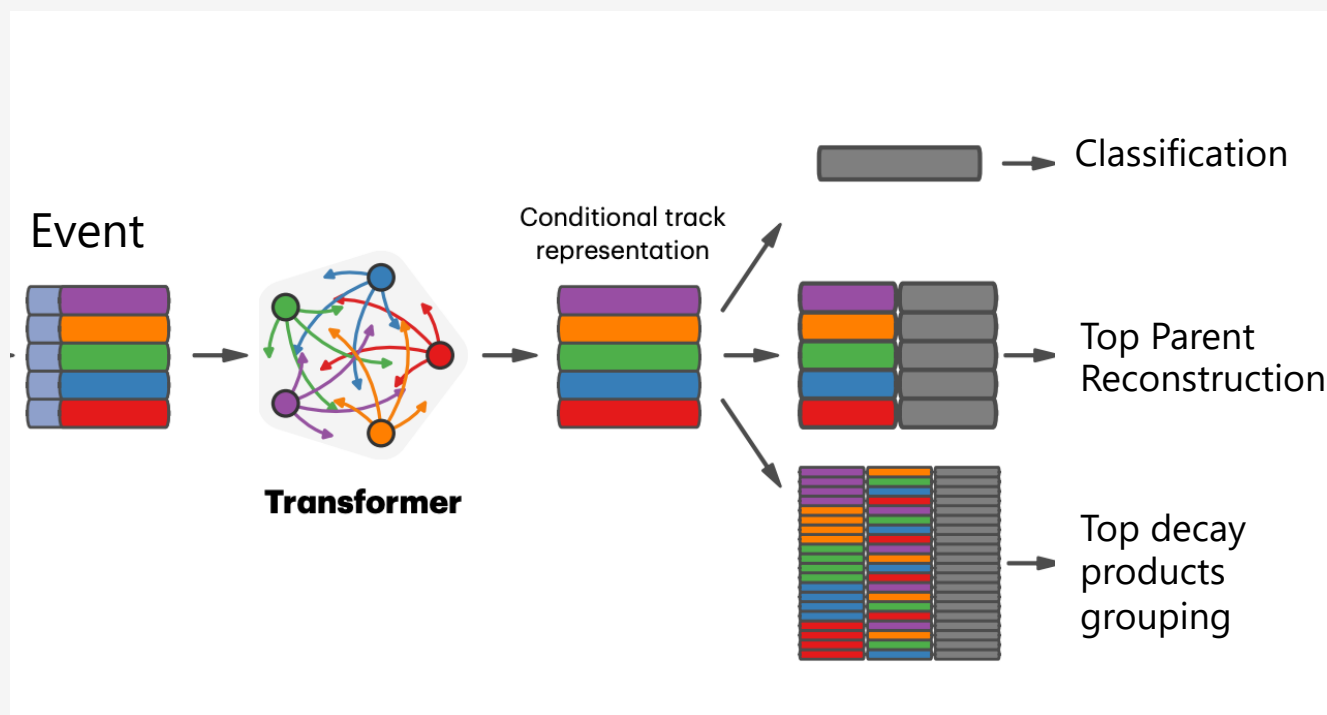 Event
Transformer
Conditional track
representation
Classification
Top Parent
Reconstruction
Top decay
products
grouping